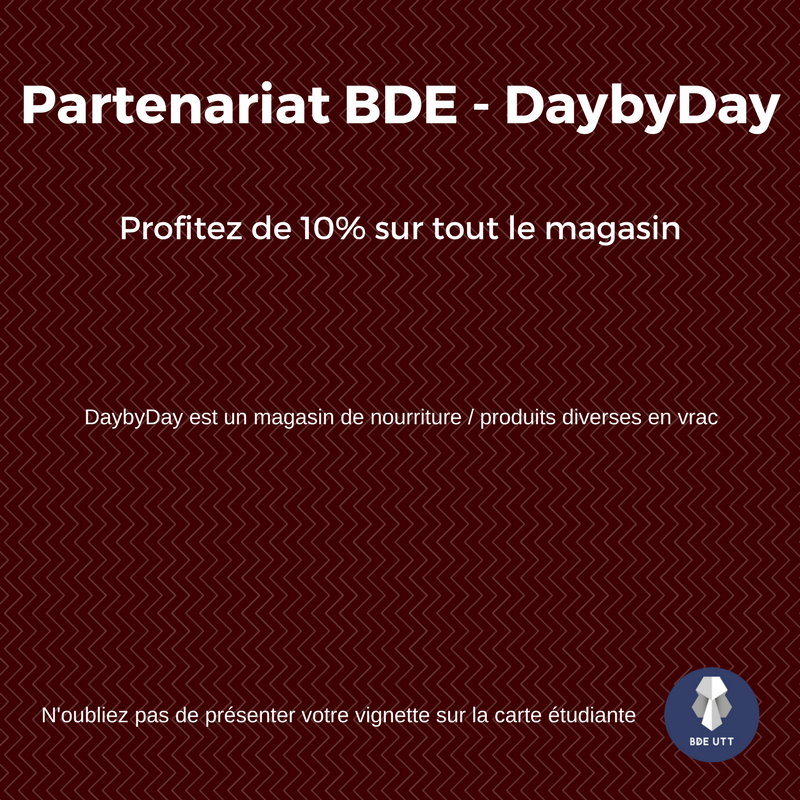 Partenariat BDE - DaybyDay
Profitez de 10% sur tout le magasin
DaybyDay est un magasin de nourriture / produits diverses en vrac
N'oubliez pas de présenter votre vignette sur la carte étudiante
BDE UTT